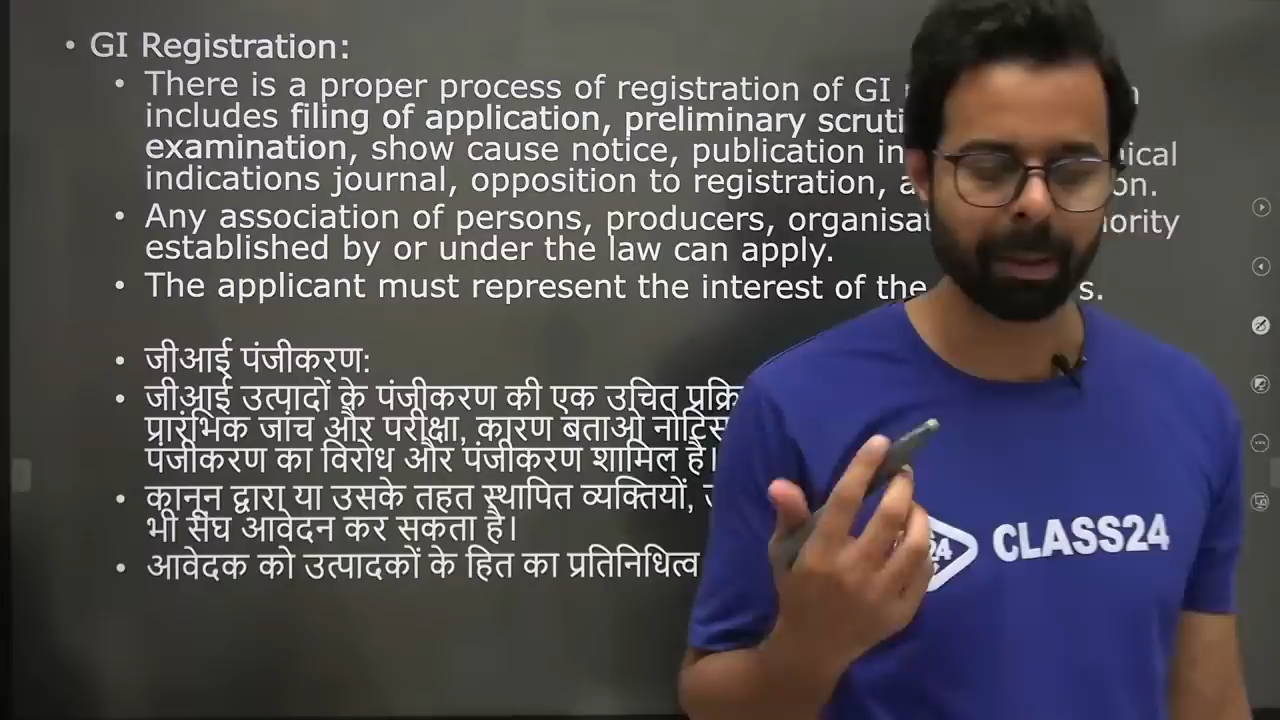 • GI Registration:
• There is a proper process of registration of GI
includes filing of application, preliminary
examination, show cause notice, publication in
indications journal, opposition to registration,
• Any association of persons, producers,
established by or under the law can apply.
• The applicant must represent the interest of the
• जीआई पंजीकरण:
• जीआई उत्पादों के पंजीकरण की एक उचित
प्रारंभिक जांच और परीक्षा, कारण बताओ नोटिस
पंजीकरण का विरोध और पंजीकरण शामिल है।
• कानून द्वारा या उसके तहत स्थापित व्यक्तियों,
भी संघ आवेदन कर सकता है।
• आवेदक को उत्पादकों के हित का प्रतिनिधित्व
24 CLASS24